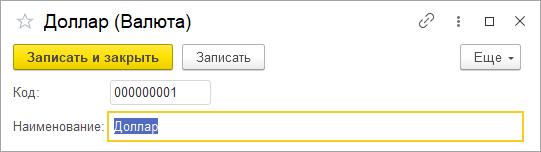 Доллар (Валюта)
Записать и закрыть Записать Еще
Код: 000000001
Наименование: Доллар